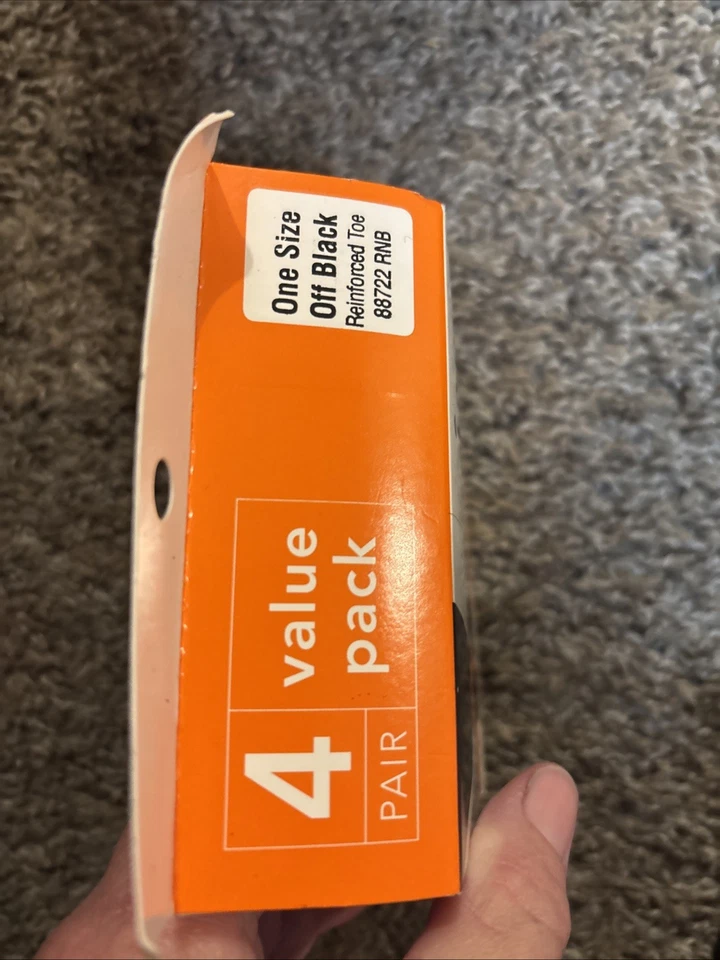 One Size
Off Black
Reinforced Toe
88722 RNB
4
PAIR
value
pack